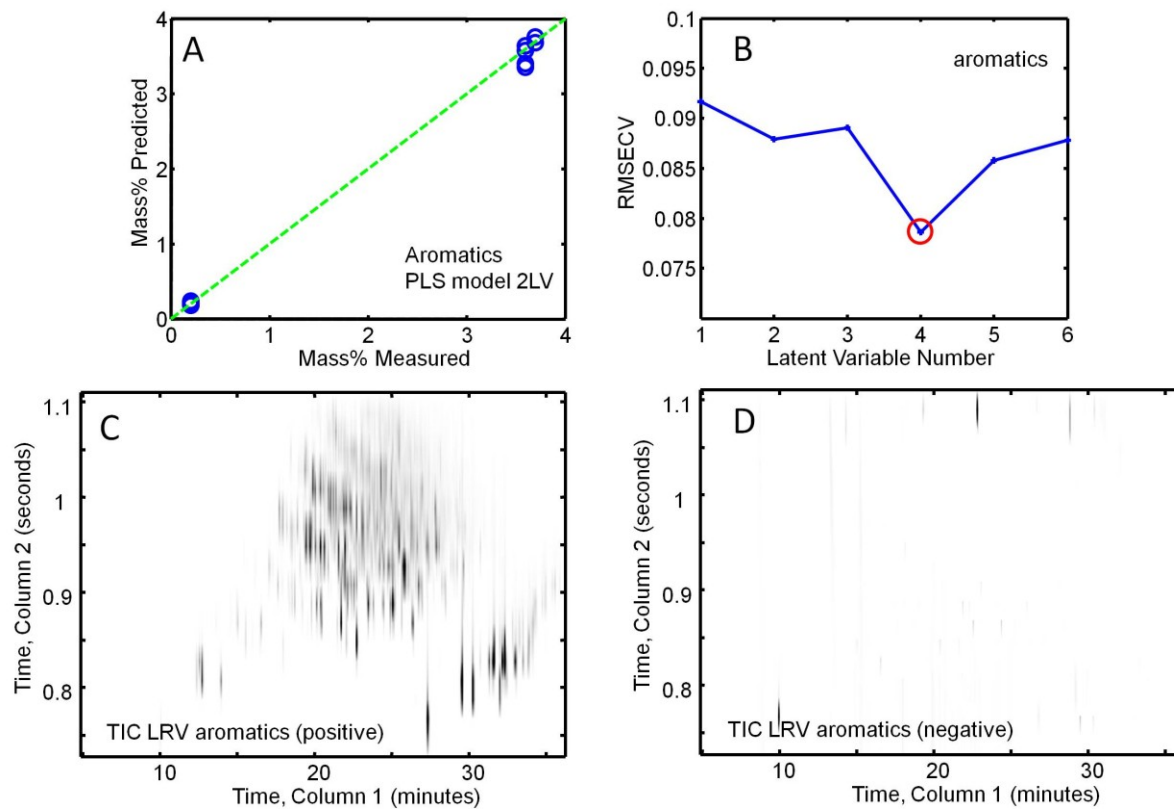 A
4
3
2
1
0
0
1
2
3
4
Mass% Predicted
Mass% Measured
Aromatics
PLS model 2LV
B
aromatics
0.1
0.095
0.09
0.085
0.08
0.075
RMSECV
1
2
3
4
5
6
Latent Variable Number
C
1.1
1
0.9
0.8
Time, Column 2 (seconds)
TIC LRV aromatics (positive)
10
20
30
Time, Column 1 (minutes)
D
1.1
1
0.9
0.8
Time, Column 2 (seconds)
TIC LRV aromatics (negative)
10
20
30
Time, Column 1 (minutes)